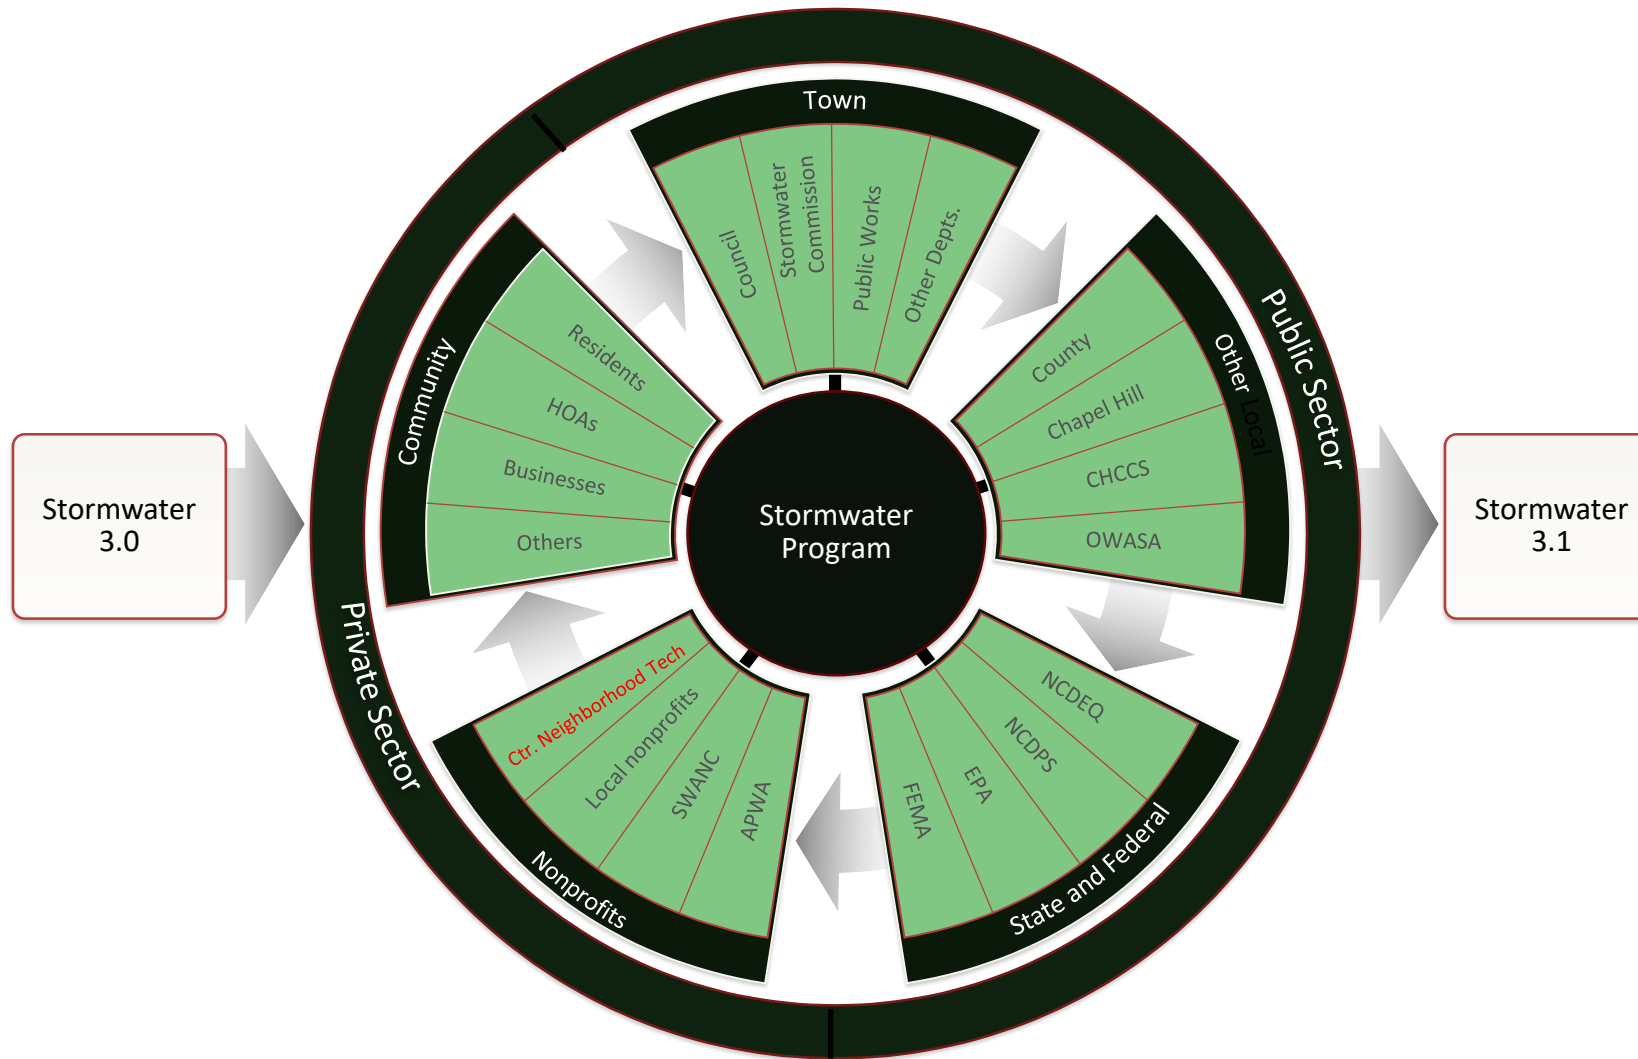 Stormwater
3.0
Private Sector
Public Sector
Town
Council
Stormwater
Commission
Public Works
Other Depts.
Other Local
County
Chapel Hill
CHCCS
OWASA
State and Federal
NCDEQ
NCDPS
EPA
FEMA
Nonprofits
APWA
SWANC
Local nonprofits
Ctr. Neighborhood Tech
Community
Others
Businesses
HOAs
Residents
Stormwater
Program
Stormwater
3.1